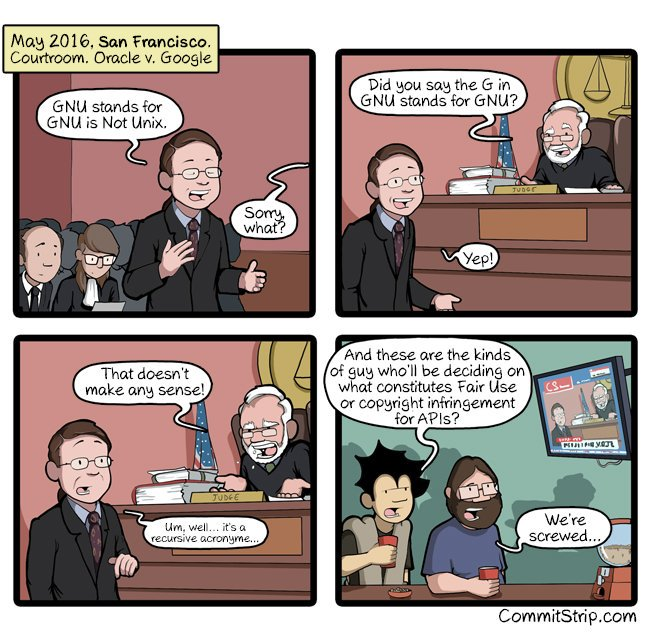 May 2016, San Francisco.
Courtroom. Oracle v. Google
GNU stands for
GNU is Not Unix.
Sorry,
what?
Did you say the G in
GNU stands for GNU?
JUDGE
Yep!
That doesn't
make any sense!
JUDGE
Um, well... it's a
recursive acronyme...
And these are the kinds
of guy who'll be deciding on
what constitutes Fair Use
or copyright infringement
for APIs?
We're
screwed...
CommitStrip.com